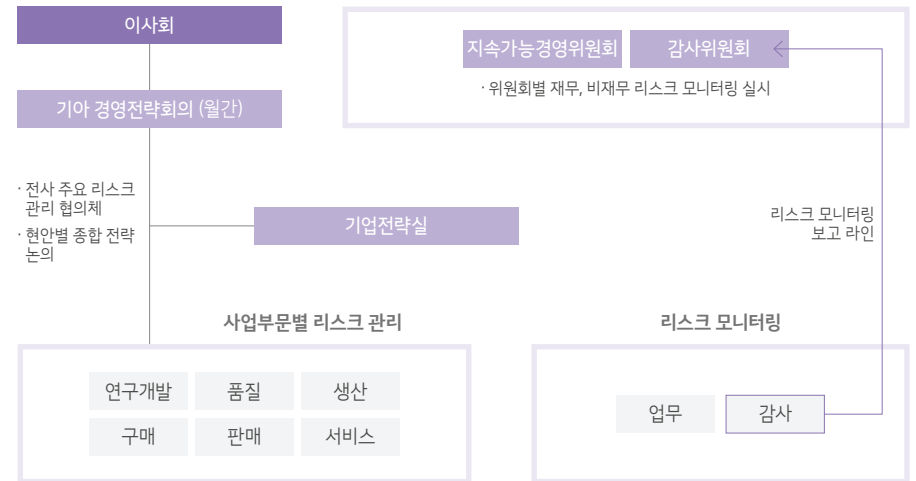 이사회
지속가능경영위원회
감사위원회
· 위원회별 재무, 비재무 리스크 모니터링 실시
기아 경영전략회의 (월간)
· 전사 주요 리스크
관리 협의체
· 현안별 종합 전략
논의
기업전략실
리스크 모니터링
보고 라인
사업부문별 리스크 관리
연구개발
품질
생산
구매
판매
서비스
리스크 모니터링
업무
감사